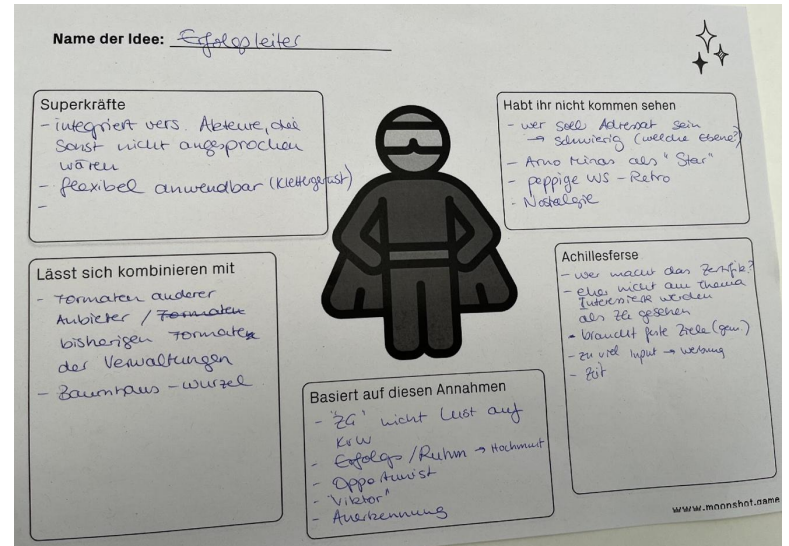 Name der Idee: Erfolgsleiter
Superkräfte
- integriert vers. Akteure, die
sonst nicht angesprochen
wären
- flexibel anwendbar (Klettergerüst)
-
Habt ihr nicht kommen sehen
- wer soll Adressat sein
→ schwierig (welche Ebene?)
- Arno Minas als "Star"
- peppige WS - Retro
- Nostalgie
Lässt sich kombinieren mit
- Formaten anderer
Anbieter / Formaten
bisherigen Formaten
der Verwaltungen
- Baumhaus - Wurzel
Achillesferse
- wer macht das Zertifik?
- eher nicht am Thema
Interessierte werden
als ZG gesehen
- braucht gute Ziele (gem.)
- zu viel Input → Werbung
- Zeit
Basiert auf diesen Annahmen
- "ZG" nicht Lust auf
KvW
- Erfolgs/Ruhm → Hochmut
- Opportunist
- "Viktor"
- Anerkennung
www.moonshot.game